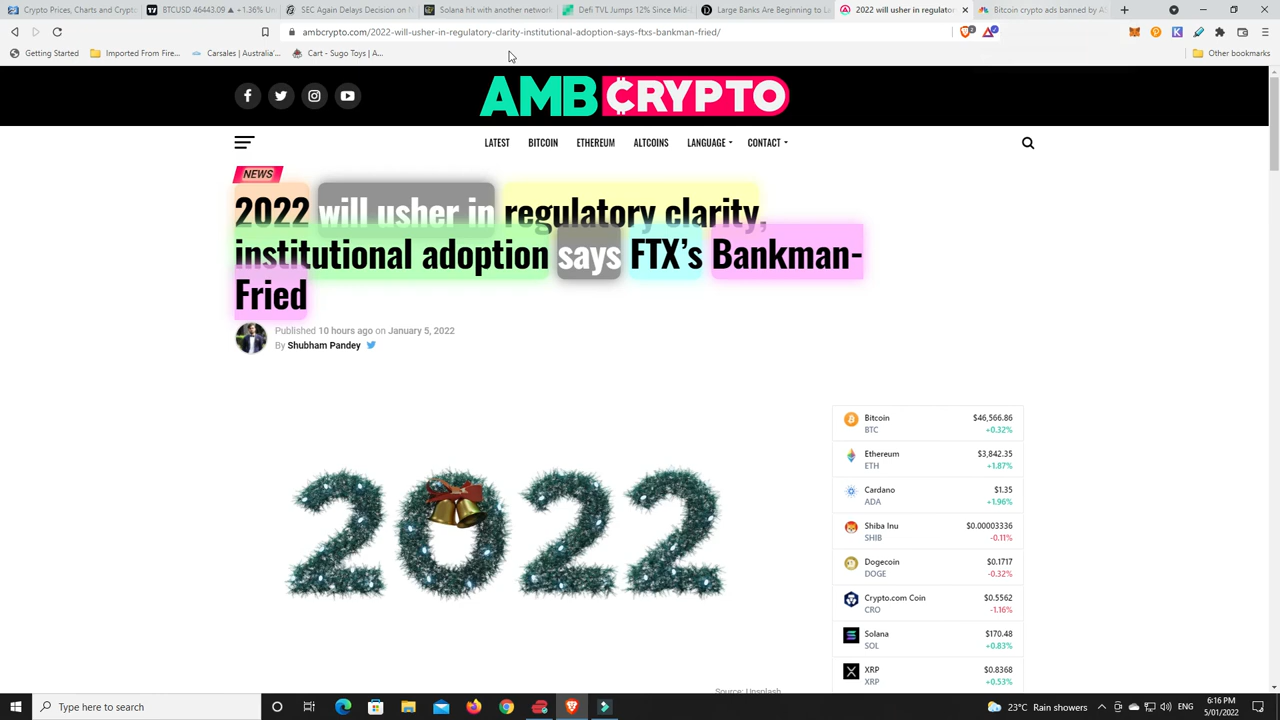 Crypto Prices, Charts and Crypto
BTCUSD 46443.09 ▲ +1.36% Un
SEC Again Delays Decision on N
Solana hit with another network
Defi TVL Jumps 12% Since Mid-
Large Banks Are Beginning to L
2022 will usher in regulator
Bitcoin crypto ads banned by A
ambcrypto.com/2022-will-usher-in-regulatory-clarity-institutional-adoption-says-ftxs-bankman-fried/
Getting Started
Imported From Fire...
Carsales | Australia'...
Cart - Sugo Toys | A...
Other bookmarks
AMBCRYPTO
LATEST
BITCOIN
ETHEREUM
ALTCOINS
LANGUAGE
CONTACT
NEWS
2022 will usher in regulatory clarity,
institutional adoption says FTX's Bankman-
Fried
Published 10 hours ago on January 5, 2022
By Shubham Pandey
2022
Bitcoin $46,566.86
BTC +0.32%
Ethereum $3,842.35
ETH +1.87%
Cardano $1.35
ADA +1.96%
Shiba Inu $0.00003336
SHIB -0.11%
Dogecoin $0.1717
DOGE -0.32%
Crypto.com Coin $0.5562
CRO -1.16%
Solana $170.48
SOL +0.83%
XRP $0.8368
XRP +0.53%
Source: Unsplash
Type here to search
23°C Rain showers
6:16 PM
5/01/2022